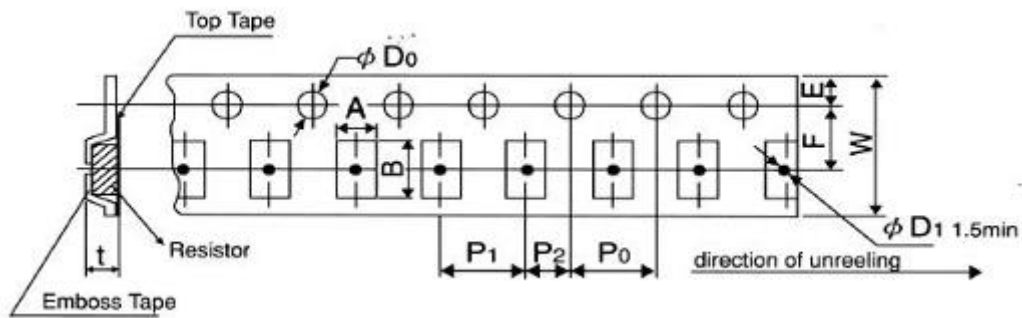 Top Tape
ϕ D0
A
B
E
F
W
ϕ D1 1.5min
P1
P2
P0
direction of unreeling
t
Resistor
Emboss Tape